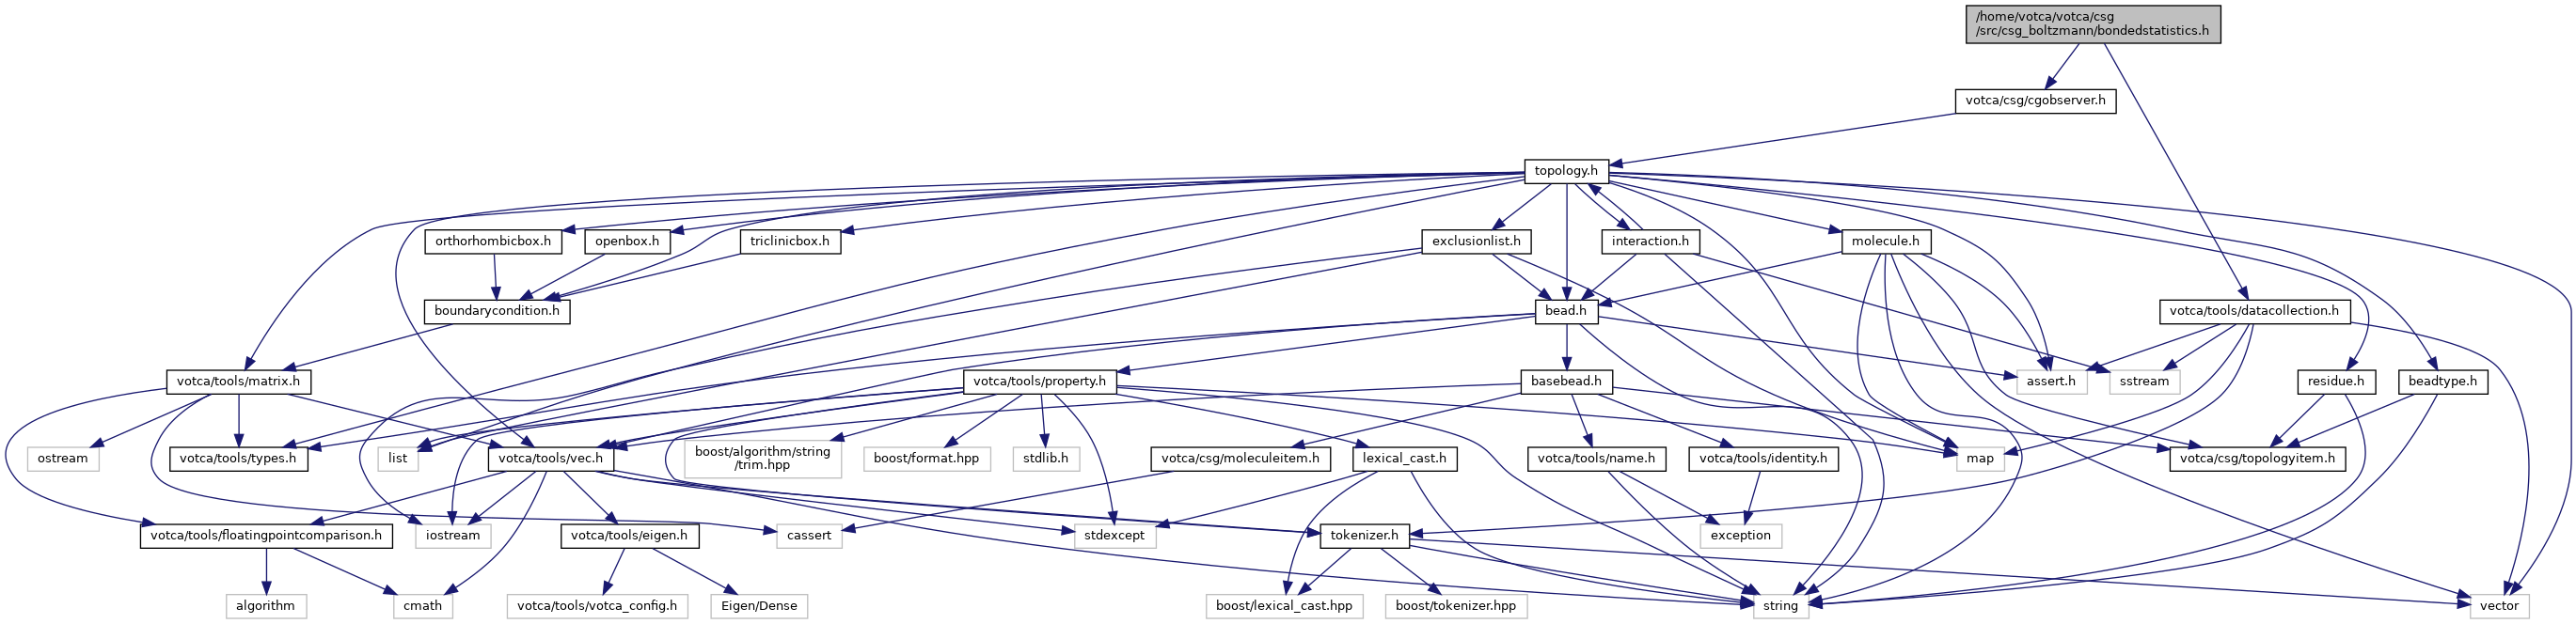 /home/votca/votca/csg
/src/csg_boltzmann/bondedstatistics.h
votca/csg/cgobserver.h
topology.h
orthorhombicbox.h
openbox.h
triclinicbox.h
exclusionlist.h
interaction.h
molecule.h
boundarycondition.h
bead.h
votca/tools/datacollection.h
votca/tools/matrix.h
votca/tools/property.h
basebead.h
assert.h
sstream
residue.h
beadtype.h
ostream
votca/tools/types.h
list
votca/tools/vec.h
boost/algorithm/string
/trim.hpp
boost/format.hpp
stdlib.h
votca/csg/moleculeitem.h
lexical_cast.h
votca/tools/name.h
votca/tools/identity.h
map
votca/csg/topologyitem.h
votca/tools/floatingpointcomparison.h
iostream
votca/tools/eigen.h
cassert
stdexcept
tokenizer.h
exception
algorithm
cmath
votca/tools/votca_config.h
Eigen/Dense
boost/lexical_cast.hpp
boost/tokenizer.hpp
string
vector